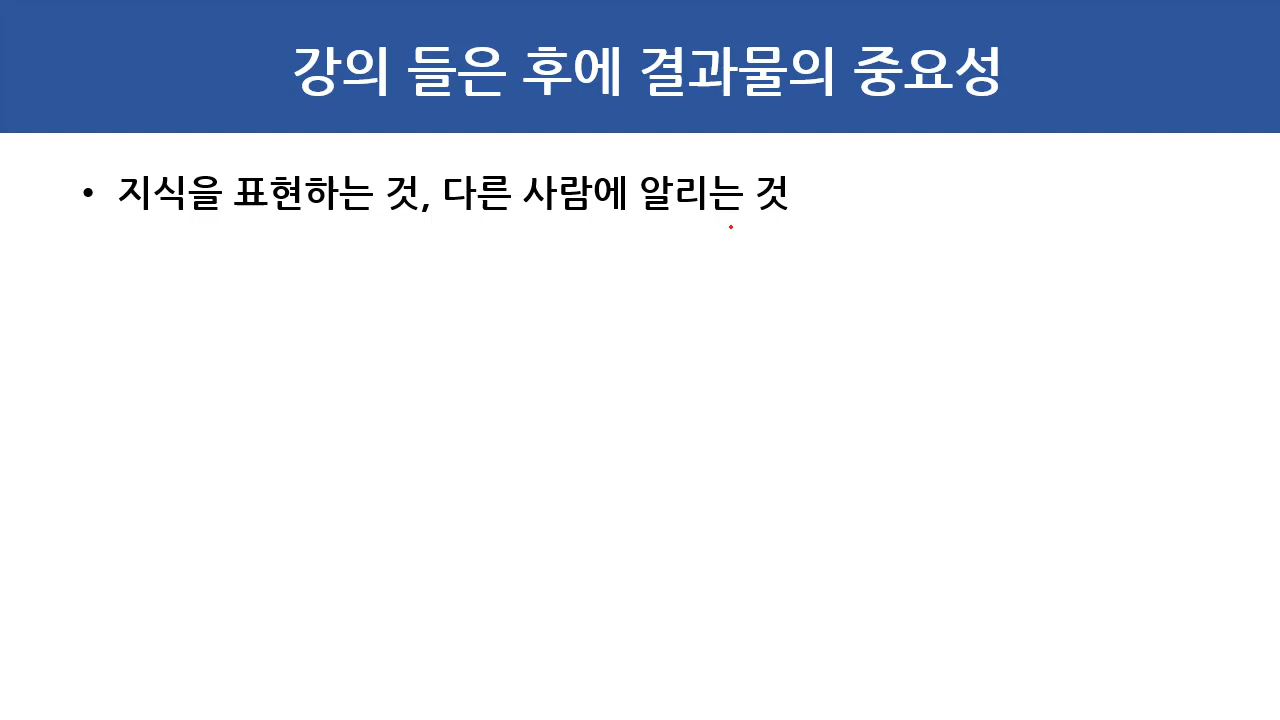 강의 들은 후에 결과물의 중요성
• 지식을 표현하는 것, 다른 사람에 알리는 것